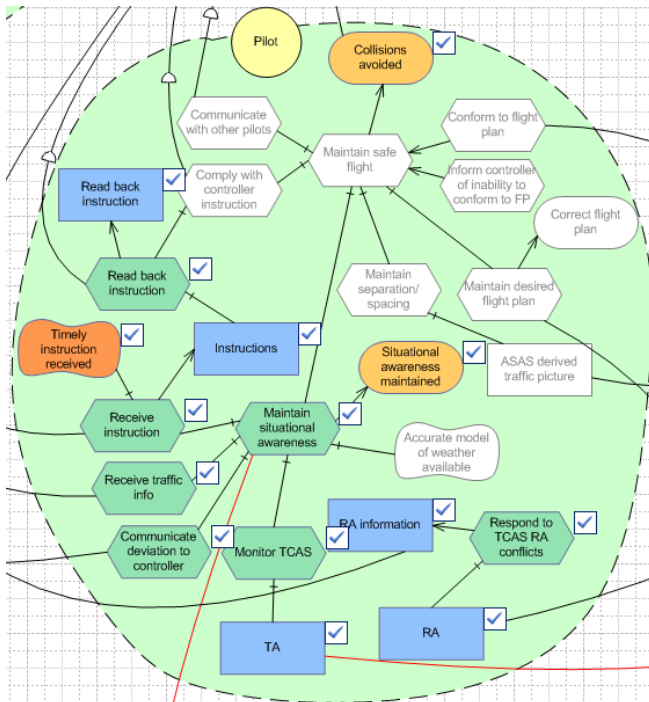 Pilot
Collisions
avoided
Communicate
with other pilots
Conform to flight
plan
Maintain safe
flight
Read back
instruction
Comply with
controller
instruction
Inform controller
of inability to
conform to FP
Correct flight
plan
Read back
instruction
Maintain
separation/
spacing
Maintain desired
flight plan
Timely
instruction
received
Instructions
Situational
awareness
maintained
ASAS derived
traffic picture
Receive
instruction
Maintain
situational
awareness
Accurate model
of weather
available
Receive traffic
info
Communicate
deviation to
controller
Monitor TCAS
RA information
Respond to
TCAS RA
conflicts
TA
RA